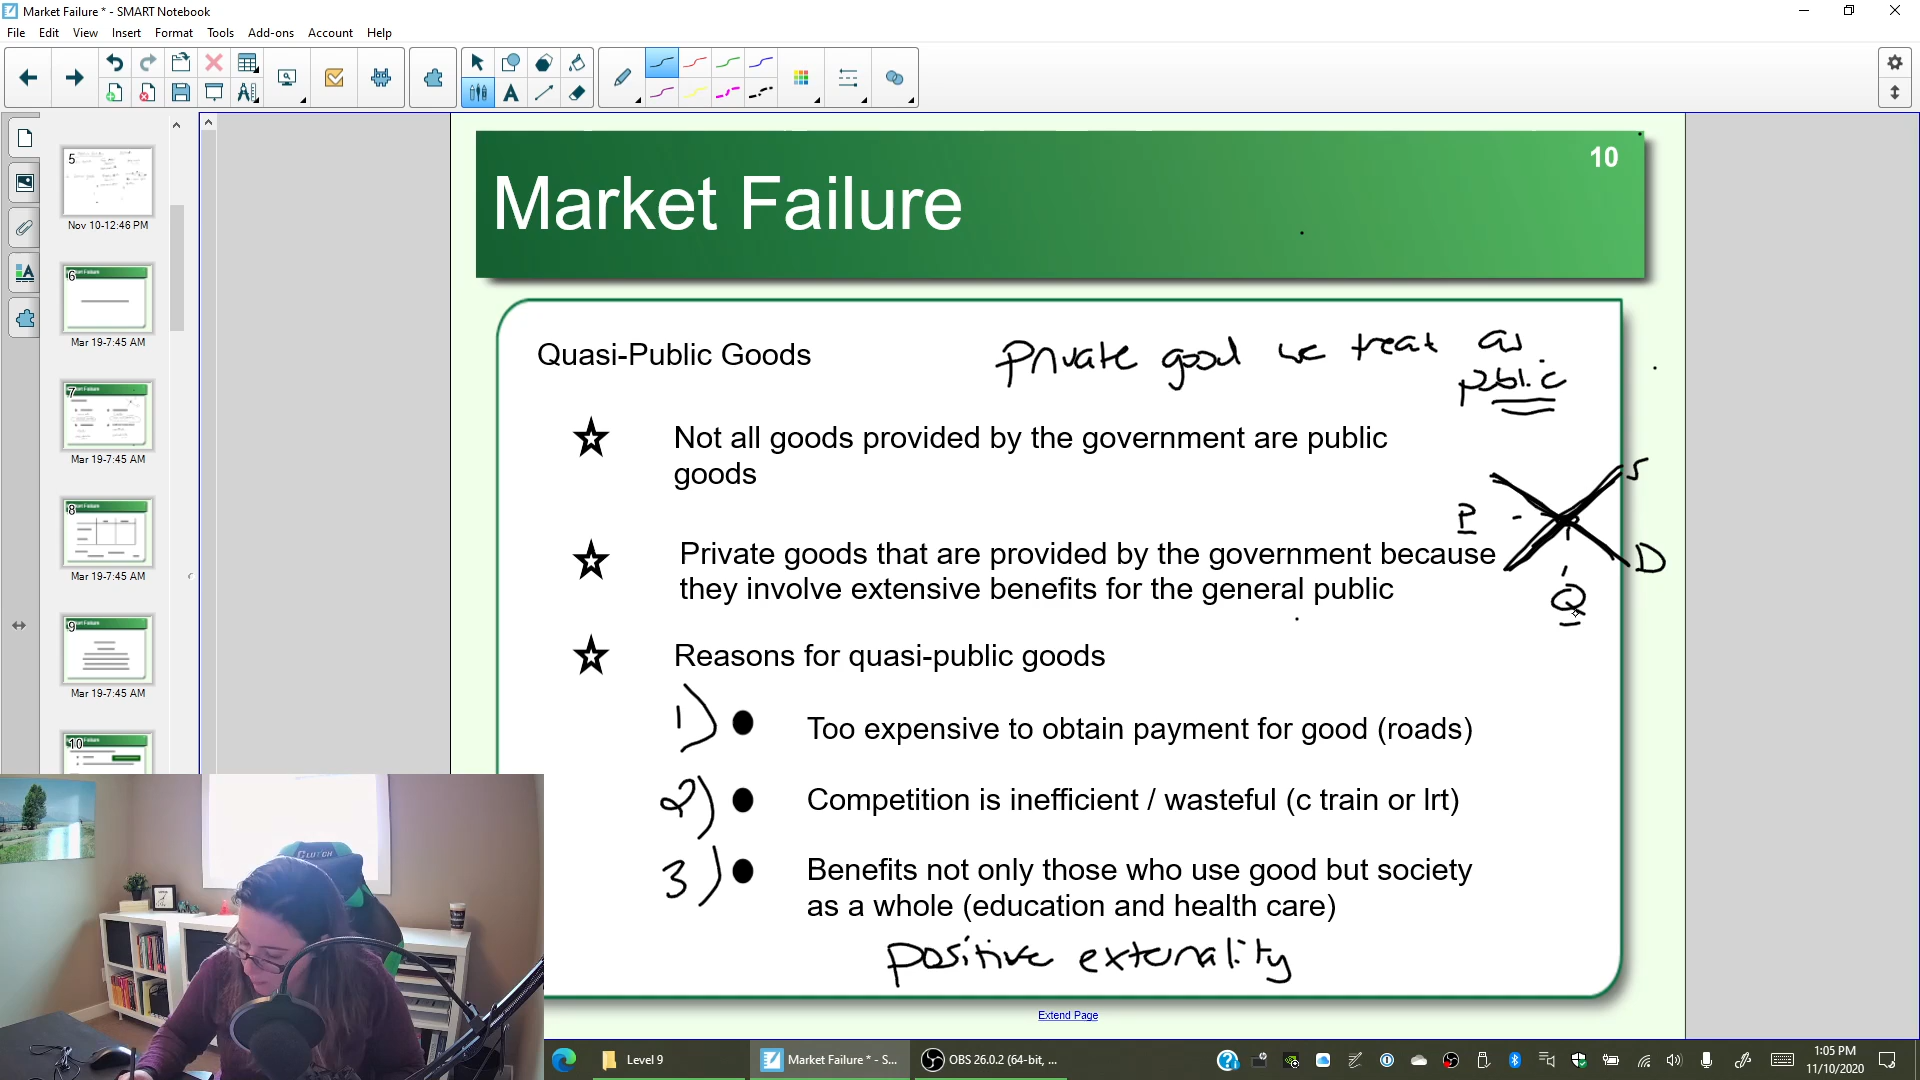 Market Failure * - SMART Notebook
File Edit View Insert Format Tools Add-ons Account Help
5
Nov 10-12:46 PM
6
Mar 19-7:45 AM
7
Mar 19-7:45 AM
8
Mar 19-7:45 AM
9
Mar 19-7:45 AM
10
10
Market Failure
Quasi-Public Goods
Private good we treat as
public
Not all goods provided by the government are public
goods
S
P
D
Q
Private goods that are provided by the government because
they involve extensive benefits for the general public
Reasons for quasi-public goods
1) Too expensive to obtain payment for good (roads)
2) Competition is inefficient / wasteful (c train or lrt)
3) Benefits not only those who use good but society
as a whole (education and health care)
positive externality
Extend Page
CLUTCH
Level 9
Market Failure * - S...
OBS 26.0.2 (64-bit, ...
1:05 PM
11/10/2020